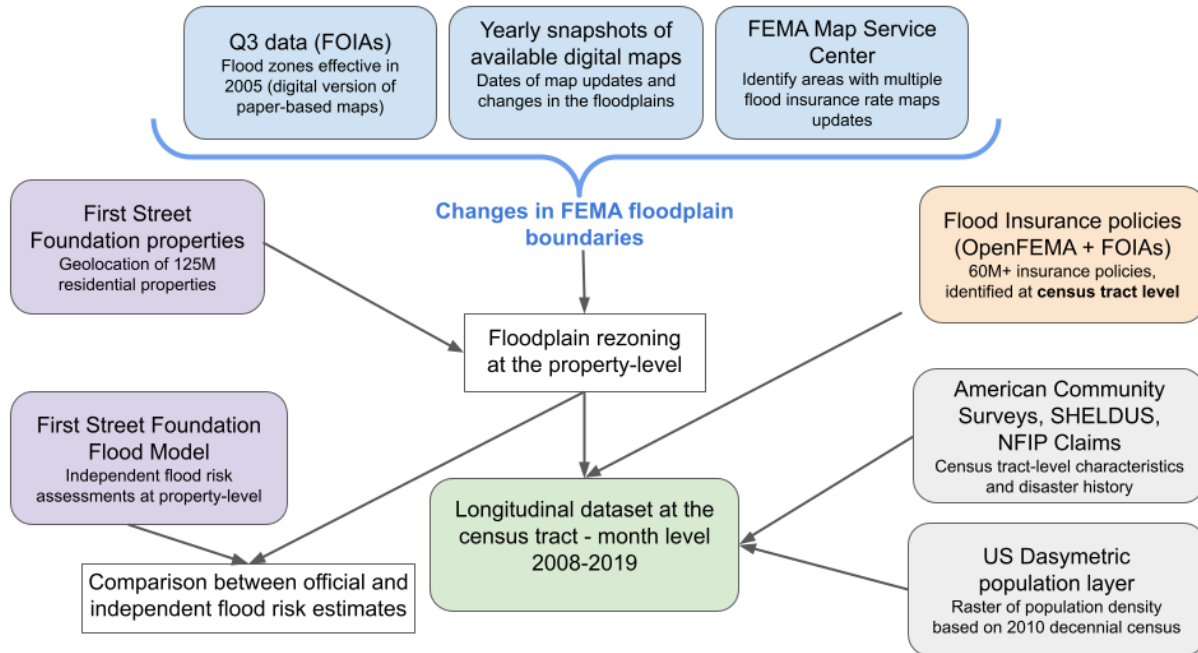 Q3 data (FOIAs)
Flood zones effective in
2005 (digital version of
paper-based maps)
Yearly snapshots of
available digital maps
Dates of map updates and
changes in the floodplains
FEMA Map Service
Center
Identify areas with multiple
flood insurance rate maps
updates
Changes in FEMA floodplain
boundaries
First Street
Foundation properties
Geolocation of 125M
residential properties
Flood Insurance policies
(OpenFEMA + FOIAs)
60M+ insurance policies,
identified at census tract level
Floodplain rezoning
at the property-level
First Street Foundation
Flood Model
Independent flood risk
assessments at property-level
American Community
Surveys, SHELDUS,
NFIP Claims
Census tract-level characteristics
and disaster history
Longitudinal dataset at the
census tract - month level
2008-2019
Comparison between official and
independent flood risk estimates
US Dasymetric
population layer
Raster of population density
based on 2010 decennial census